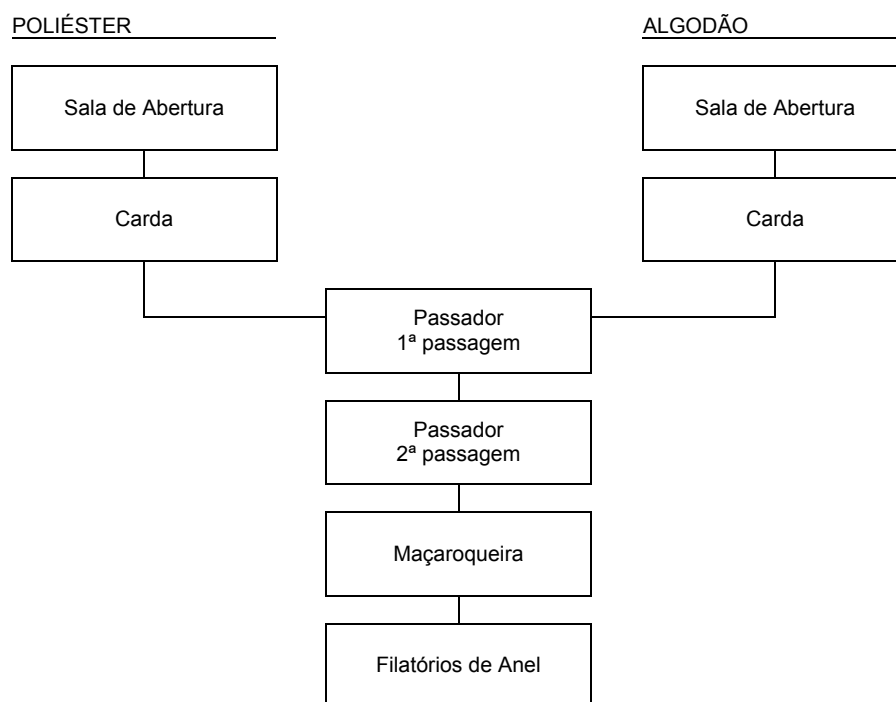 POLIÉSTER
ALGODÃO
Sala de Abertura
Sala de Abertura
Carda
Carda
Passador
1ª passagem
Passador
2ª passagem
Maçaroqueira
Filatórios de Anel